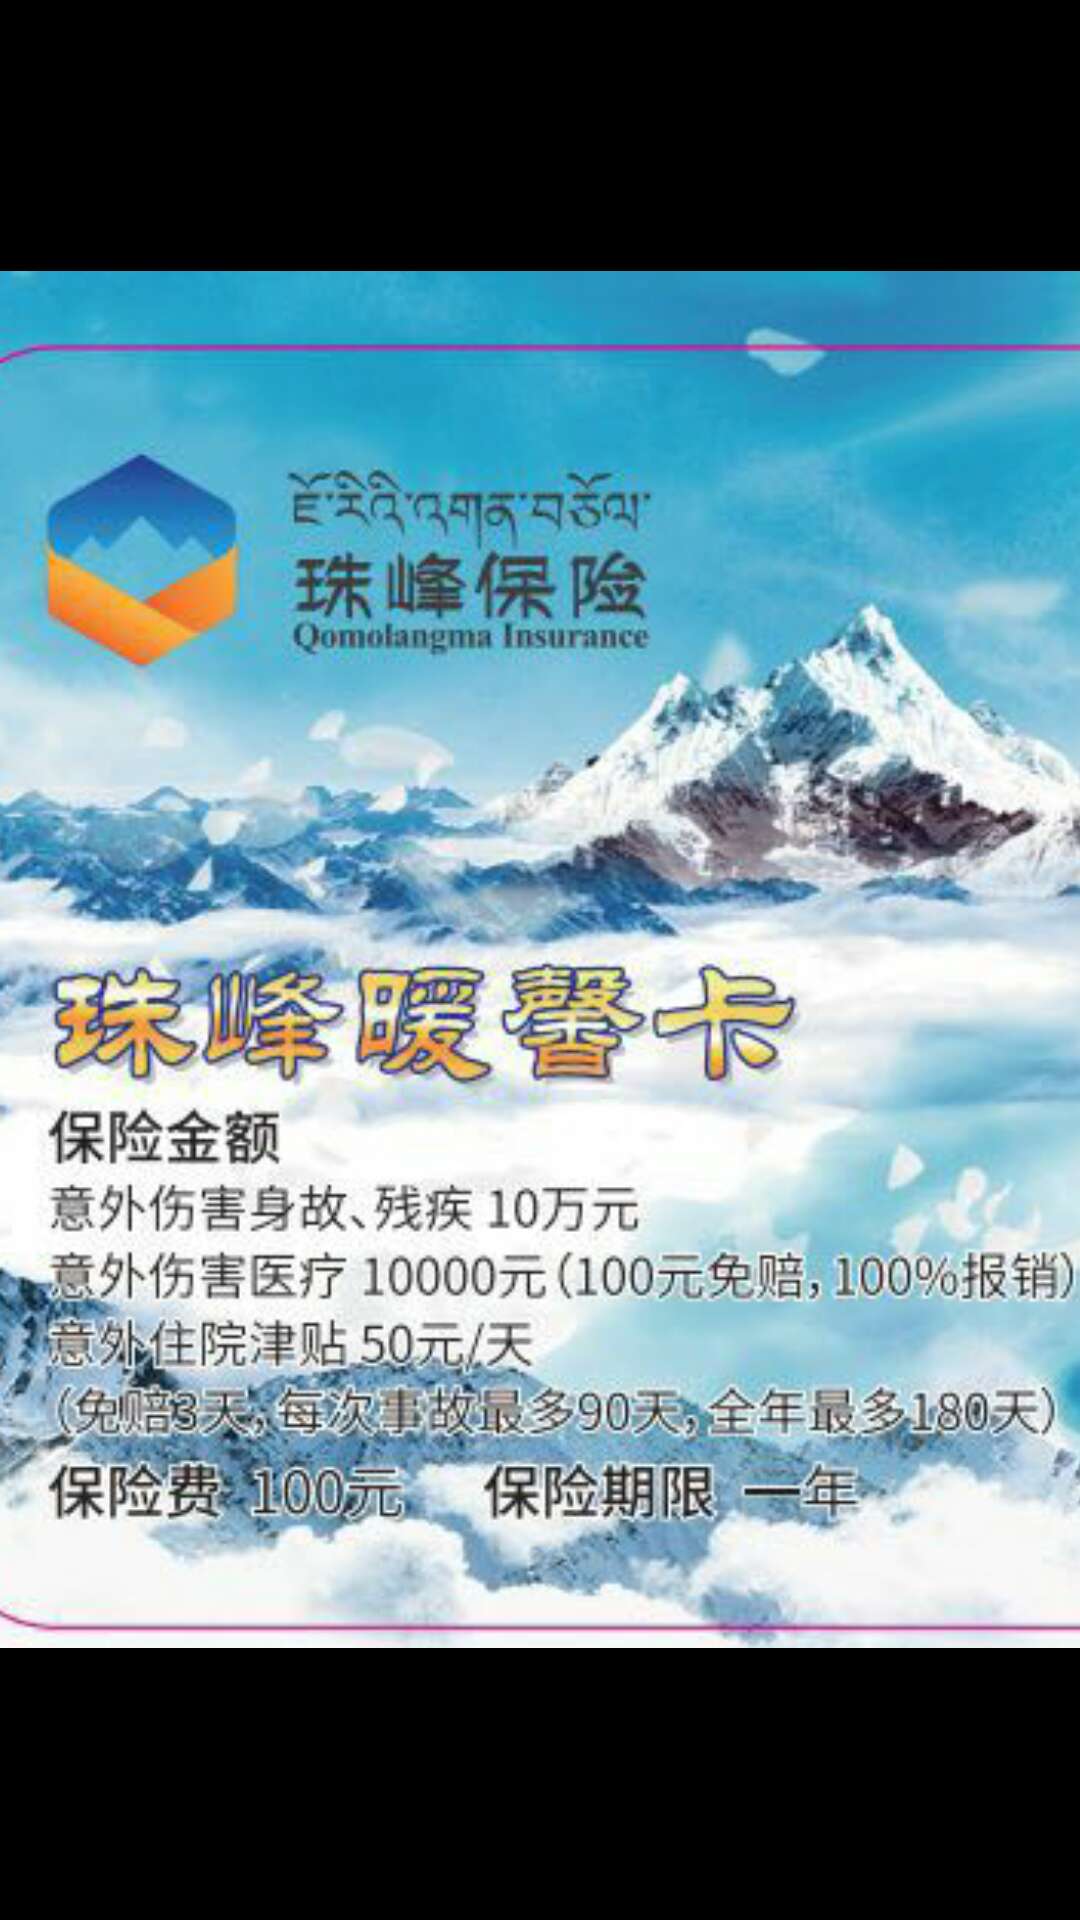 ཇོ་རིའི་འགན་བཅོལ་
珠峰保险
Qomolangma Insurance
珠峰暖馨卡
保险金额
意外伤害身故、残疾 10万元
意外伤害医疗 10000元(100元免赔，100%报销)
意外住院津贴 50元/天
(免赔3天，每次事故最多90天，全年最多180天)
保险费 100元 保险期限 一年